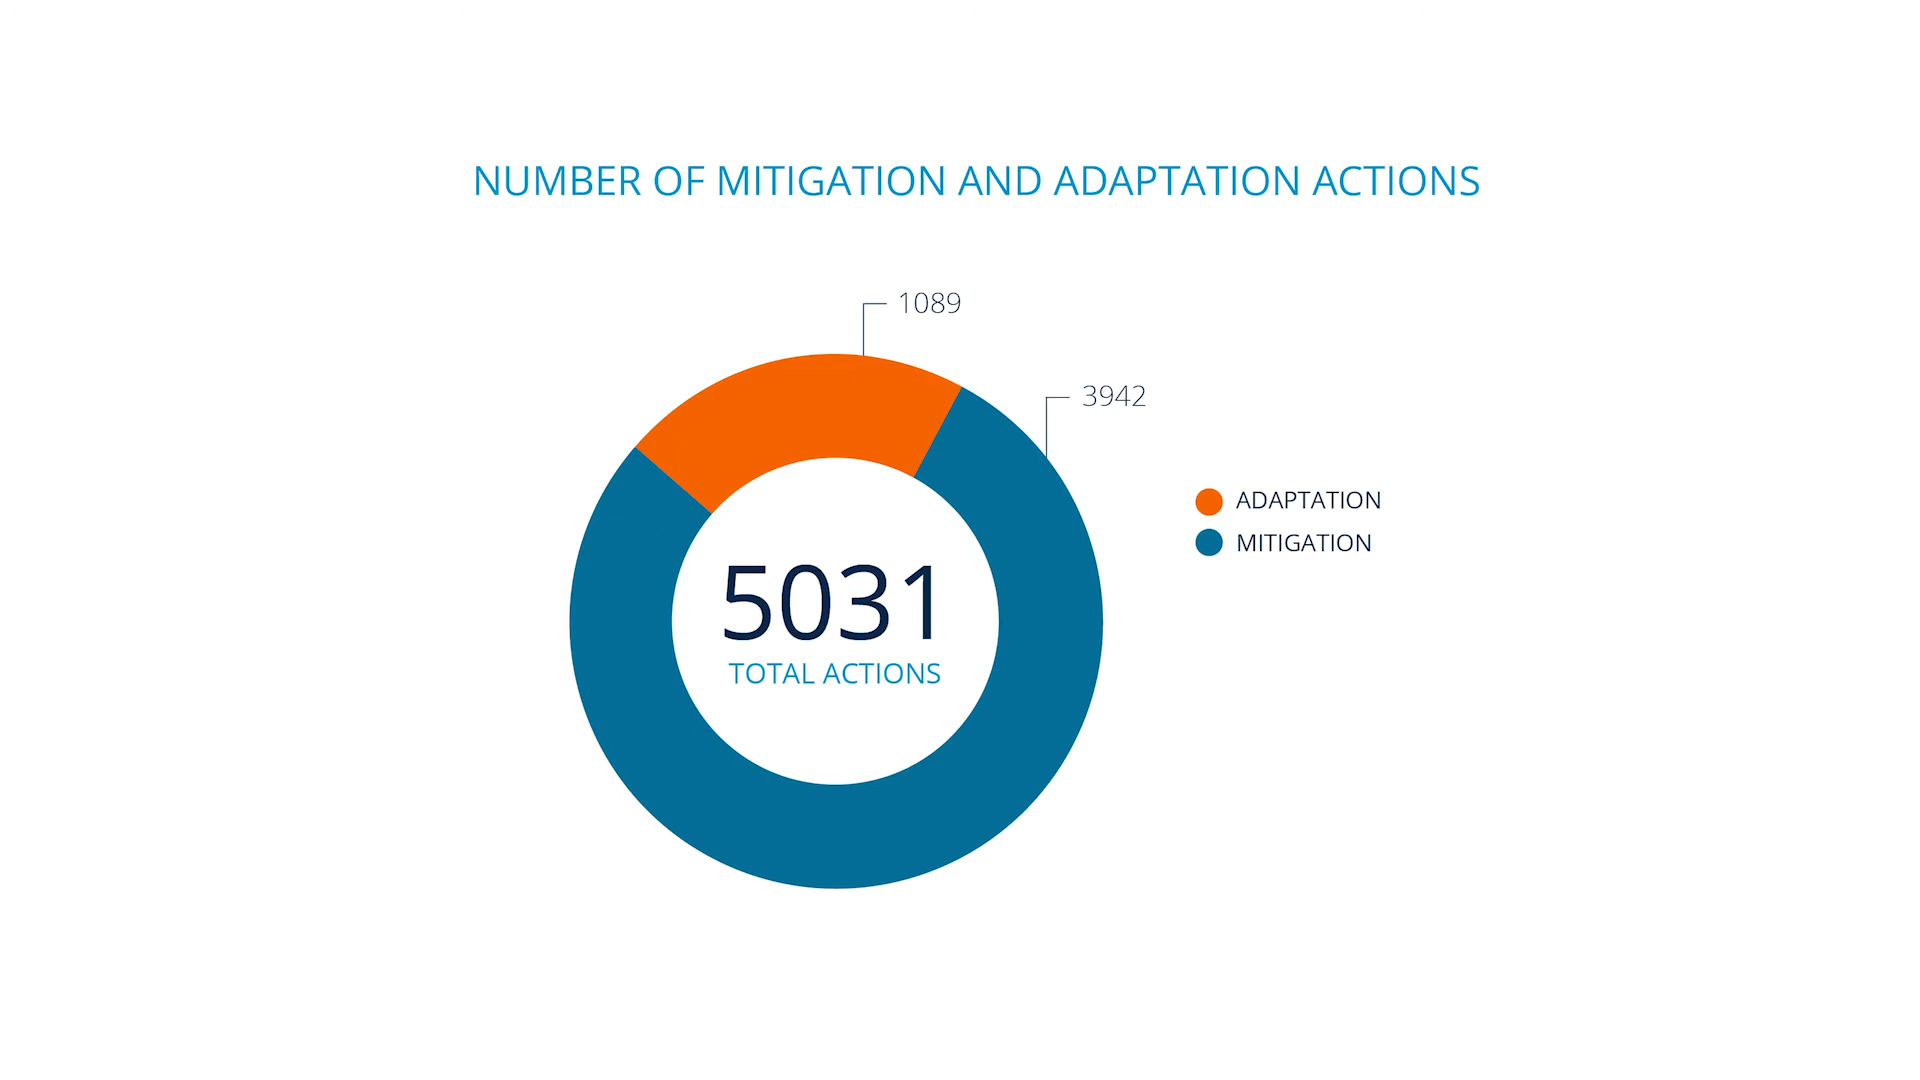 NUMBER OF MITIGATION AND ADAPTATION ACTIONS
1089
3942
ADAPTATION
MITIGATION
5031
TOTAL ACTIONS